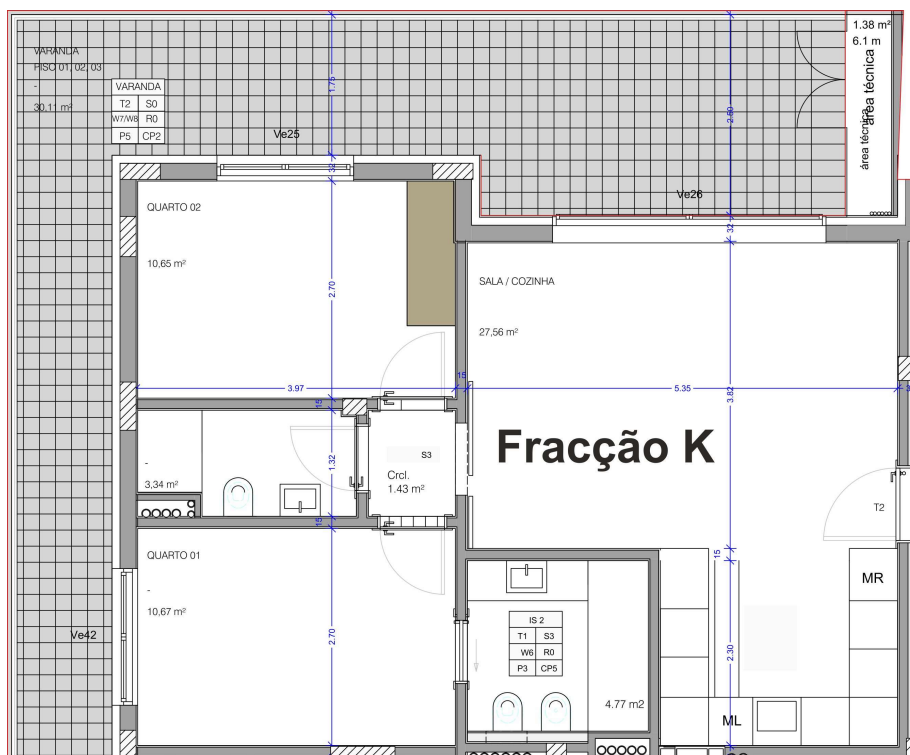 VARANDA
PISO 01, 02, 03
-
30.11 m²
VARANDA
T2 S0
W7/W8 R0
P5 CP2
1.75
2.60
1.38 m²
6.1 m
área técnica
área técnica
Ve25
Ve26
32
32
QUARTO 02
10,65 m²
2.70
SALA / COZINHA
27,56 m²
3.97
15
5.35
3.82
15
Fracção K
S3
Crcl.
1.43 m²
1.32
-
3,34 m²
T2
15
15
QUARTO 01
-
10,67 m²
2.70
Ve42
IS 2
T1 S3
W6 R0
P3 CP5
4.77 m2
MR
2.30
ML